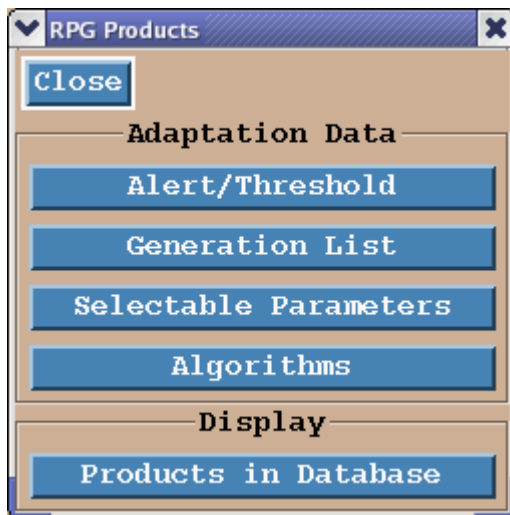 RPG Products
Close
Adaptation Data
Alert/Threshold
Generation List
Selectable Parameters
Algorithms
Display
Products in Database